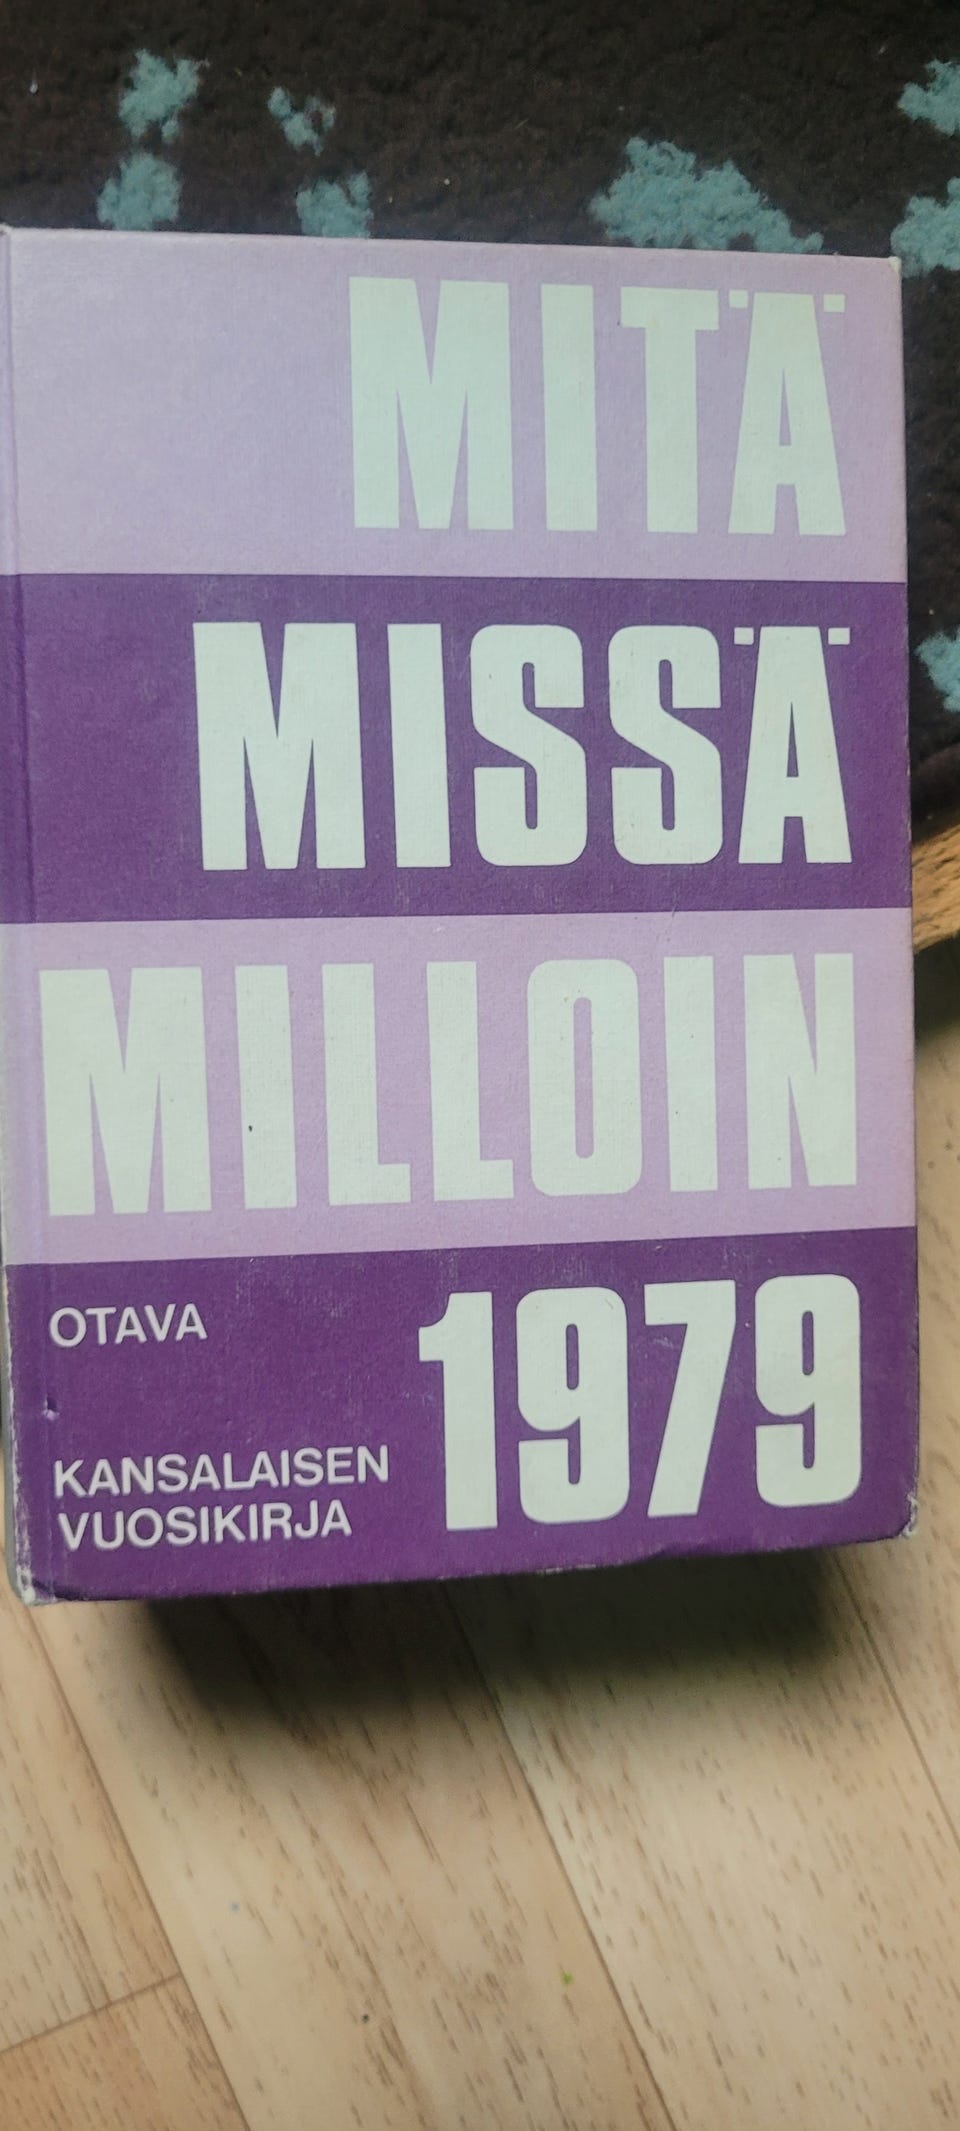 MITÄ
MISSÄ
MILLOIN
OTAVA
1979
KANSALAISEN
VUOSIKIRJA